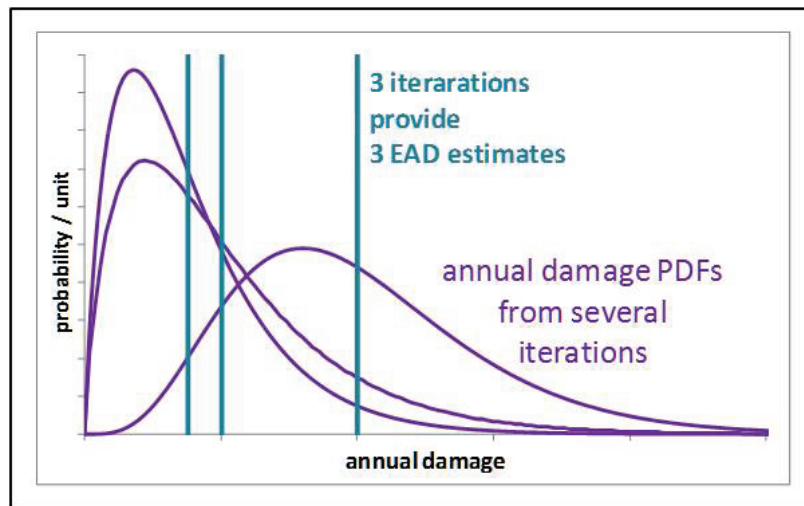 3 iterarations
provide
3 EAD estimates
annual damage PDFs
from several
iterations
probability / unit
annual damage